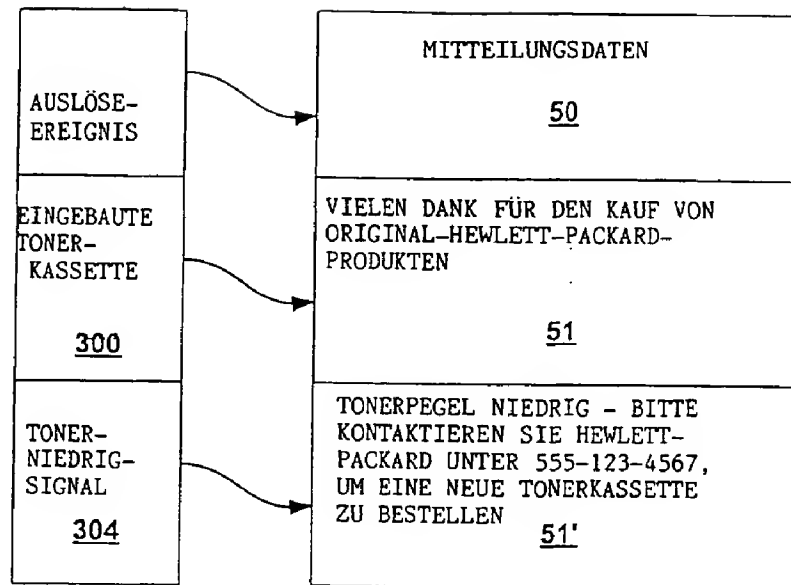 AUSLÖSE-
EREIGNIS
MITTEILUNGSDATEN
50
EINGEBAUTE
TONER-
KASSETTE
300
VIELEN DANK FÜR DEN KAUF VON
ORIGINAL-HEWLETT-PACKARD-
PRODUKTEN
51
TONER-
NIEDRIG-
SIGNAL
304
TONERPEGEL NIEDRIG - BITTE
KONTAKTIEREN SIE HEWLETT-
PACKARD UNTER 555-123-4567,
UM EINE NEUE TONERKASSETTE
ZU BESTELLEN
51'